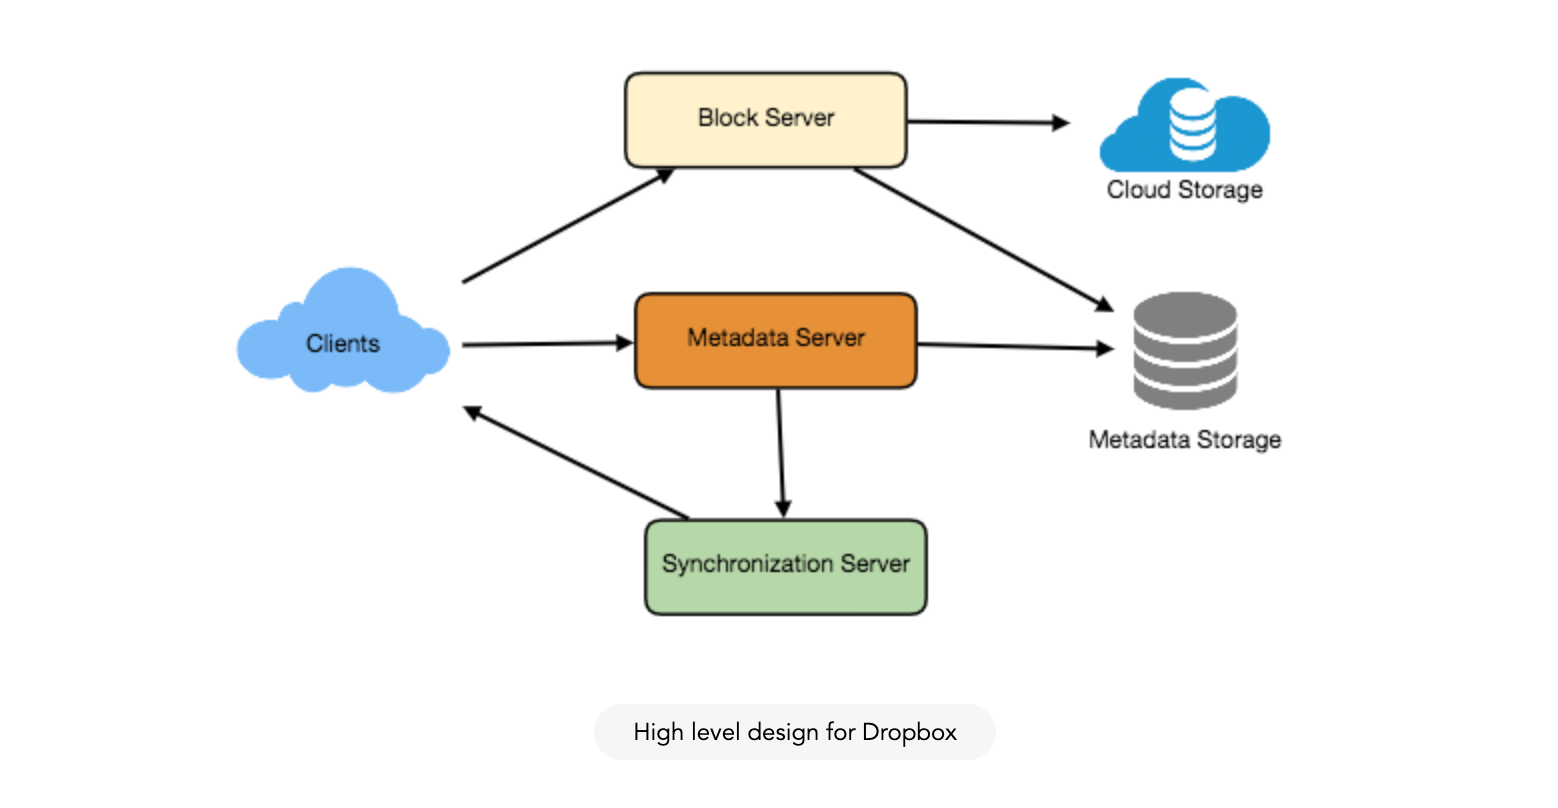 Block Server
Cloud Storage
Clients
Metadata Server
Metadata Storage
Synchronization Server
High level design for Dropbox